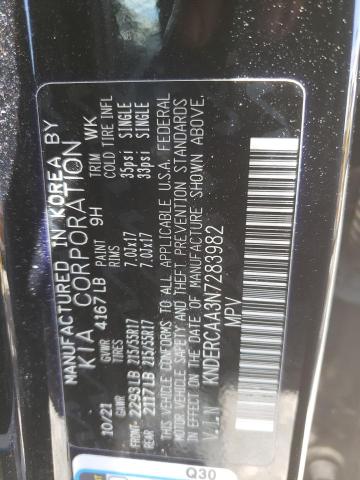 MANUFACTURED IN KOREA BY
KIA CORPORATION
10/21 GVWR 4167 LB PAINT 9H TRIM WK
GAWR TIRES RIMS COLD TIRE INFL
FRONT- 2293 LB 215/55R17 7.0JX17 35psi SINGLE
REAR 2117 LB 215/55R17 7.0JX17 33psi SINGLE
THIS VEHICLE CONFORMS TO ALL APPLICABLE U.S.A. FEDERAL
MOTOR VEHICLE SAFETY AND THEFT PREVENTION STANDARDS
IN EFFECT ON THE DATE OF MANUFACTURE SHOWN ABOVE.
V.I.N KNDERCAA3N7283982
MPV
Q30